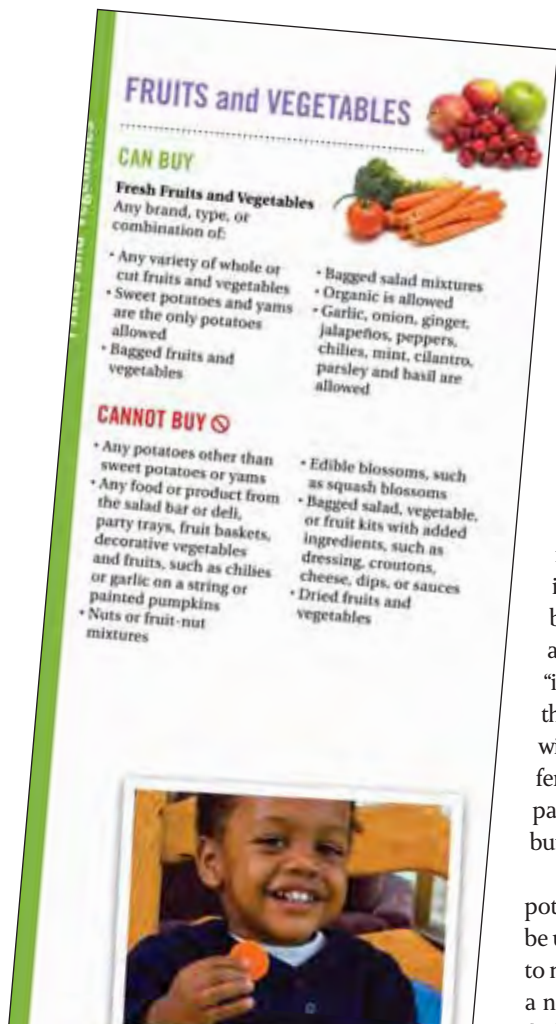 FRUITS and VEGETABLES
CAN BUY
Fresh Fruits and Vegetables
Any brand, type, or
combination of:
• Any variety of whole or
cut fruits and vegetables
• Sweet potatoes and yams
are the only potatoes
allowed
• Bagged fruits and
vegetables
• Bagged salad mixtures
• Organic is allowed
• Garlic, onion, ginger,
jalapeños, peppers,
chilies, mint, cilantro,
parsley and basil are
allowed
CANNOT BUY
• Any potatoes other than
sweet potatoes or yams
• Any food or product from
the salad bar or deli,
party trays, fruit baskets,
decorative vegetables
and fruits, such as chilies
or garlic on a string or
painted pumpkins
• Nuts or fruit-nut
mixtures
• Edible blossoms, such
as squash blossoms
• Bagged salad, vegetable,
or fruit kits with added
ingredients, such as
dressing, croutons,
cheese, dips, or sauces
• Dried fruits and
vegetables
Fruits and Vegetables
be u
to r
a n